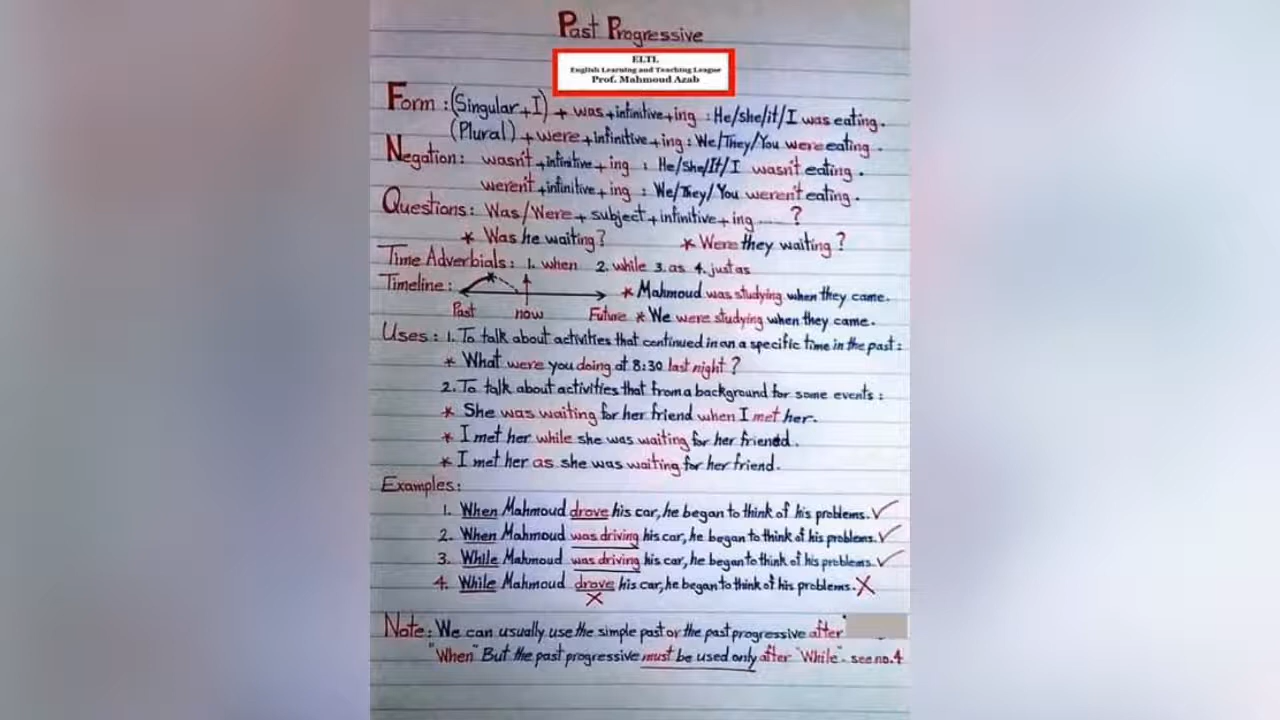 Past Progressive
ELTL
English Learning and Teaching League
Prof. Mahmoud Azab
Form : (Singular + I) + was + infinitive + ing : He/she/it/I was eating.
(Plural) + were + infinitive + ing : We/They/You were eating.
Negation: wasn't + infinitive + ing : He/She/It/I wasn't eating.
weren't + infinitive + ing : We/They/You weren't eating.
Questions: Was/Were + subject + infinitive + ing ...... ?
* Was he waiting? * Were they waiting?
Time Adverbials: 1. when 2. while 3. as 4. just as
Timeline: * Mahmoud was studying when they came.
Past now Future * We were studying when they came.
Uses: 1. To talk about activities that continued in an a specific time in the past:
* What were you doing at 8:30 last night?
2. To talk about activities that from a background for some events:
* She was waiting for her friend when I met her.
* I met her while she was waiting for her friend.
* I met her as she was waiting for her friend.
Examples:
1. When Mahmoud drove his car, he began to think of his problems. ✓
2. When Mahmoud was driving his car, he began to think of his problems. ✓
3. While Mahmoud was driving his car, he began to think of his problems. ✓
4. While Mahmoud drove his car, he began to think of his problems. X
X
Note: We can usually use the simple past or the past progressive after "
"When" But the past progressive must be used only after "While" - see no. 4